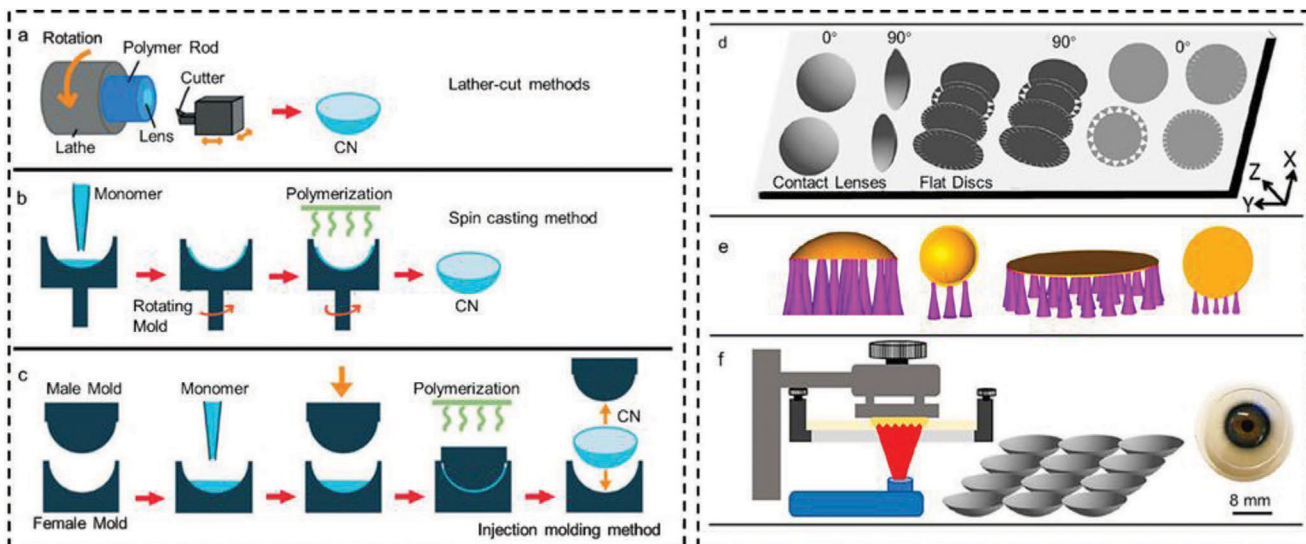 a
Rotation
Polymer Rod
Cutter
Lens
Lathe
CN
Lather-cut methods
b
Monomer
Polymerization
Spin casting method
Rotating
Mold
CN
c
Male Mold
Monomer
Polymerization
CN
Female Mold
Injection molding method
d
0°
90°
90°
0°
Contact Lenses
Flat Discs
X
Z
Y
e
f
8 mm